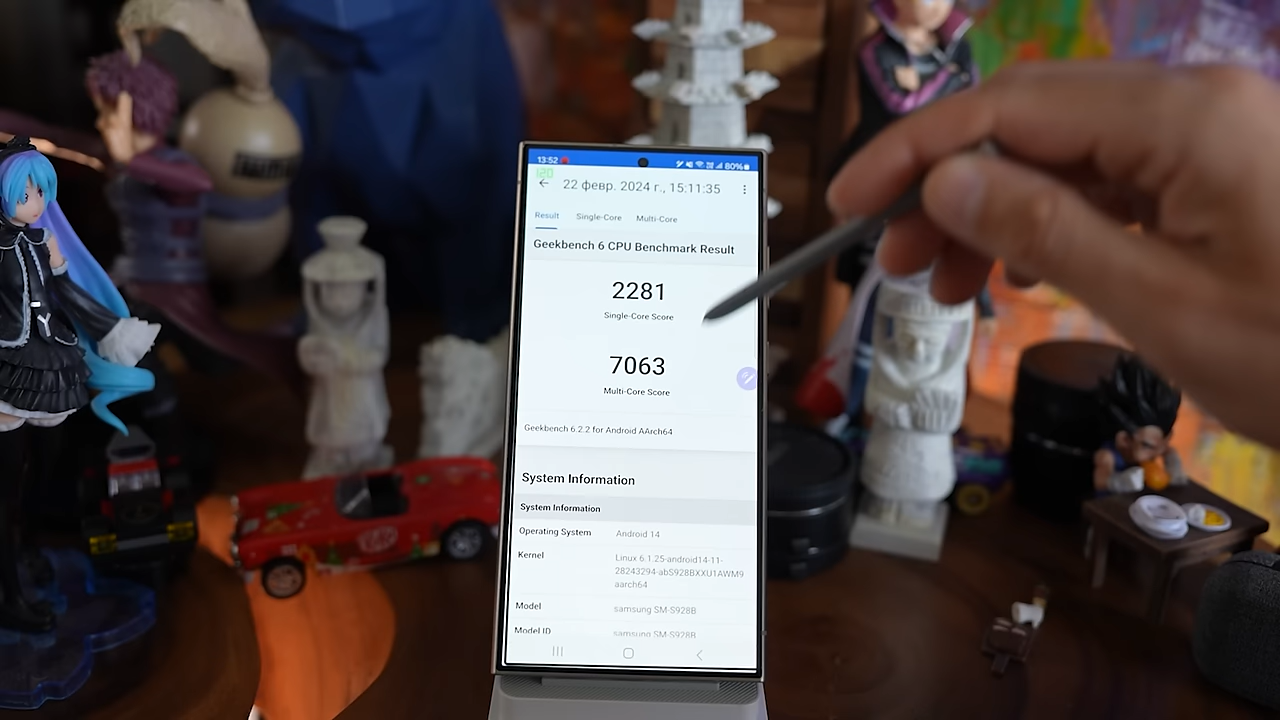 13:52 80%
120
22 февр. 2024 г., 15:11:35
Result Single-Core Multi-Core
Geekbench 6 CPU Benchmark Result
2281
Single-Core Score
7063
Multi-Core Score
Geekbench 6.2.2 for Android AArch64
System Information
System Information
Operating System Android 14
Kernel Linux 6.1.25-android14-11-
28243294-abS928BXXU1AWM9
aarch64
Model samsung SM-S928B
Model ID samsung SM-S928B
KitKat